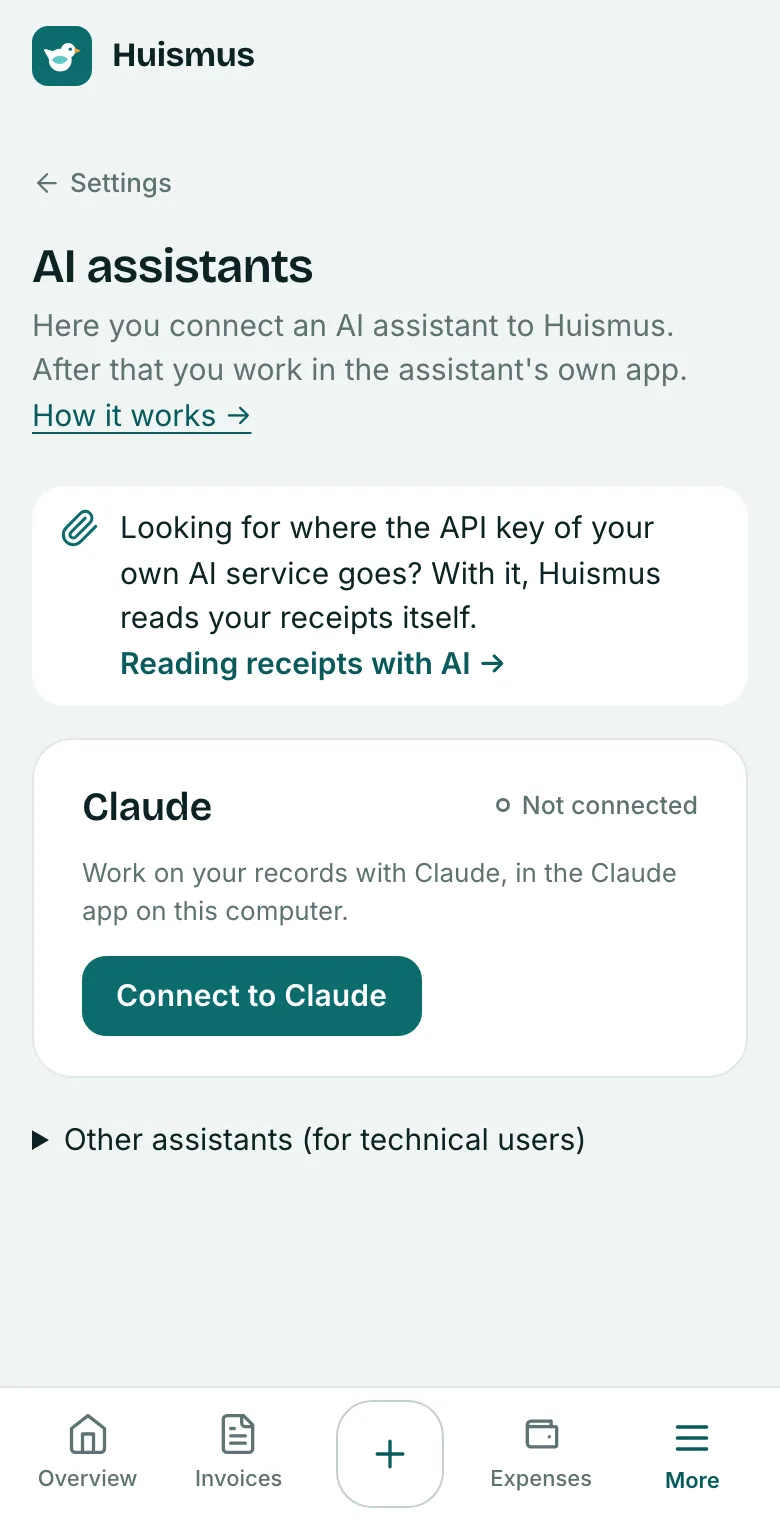 Huismus
← Settings
AI assistants
Here you connect an AI assistant to Huismus.
After that you work in the assistant's own app.
How it works →
Looking for where the API key of your
own AI service goes? With it, Huismus
reads your receipts itself.
Reading receipts with AI →
Claude
Not connected
Work on your records with Claude, in the Claude
app on this computer.
Connect to Claude
Other assistants (for technical users)
Overview
Invoices
Expenses
More